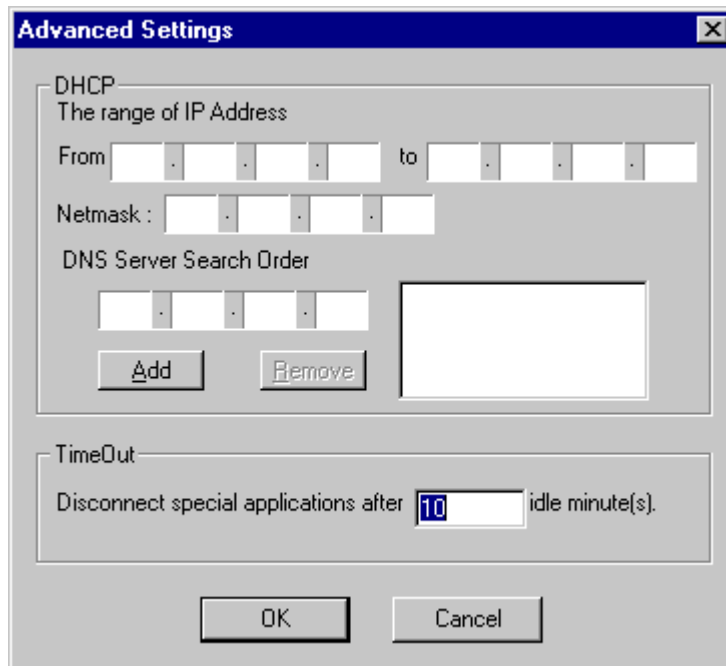 Advanced Settings
DHCP
The range of IP Address
From . . . to . . .
Netmask : . . .
DNS Server Search Order
. . .
Add Remove
TimeOut
Disconnect special applications after 10 idle minute(s).
OK Cancel